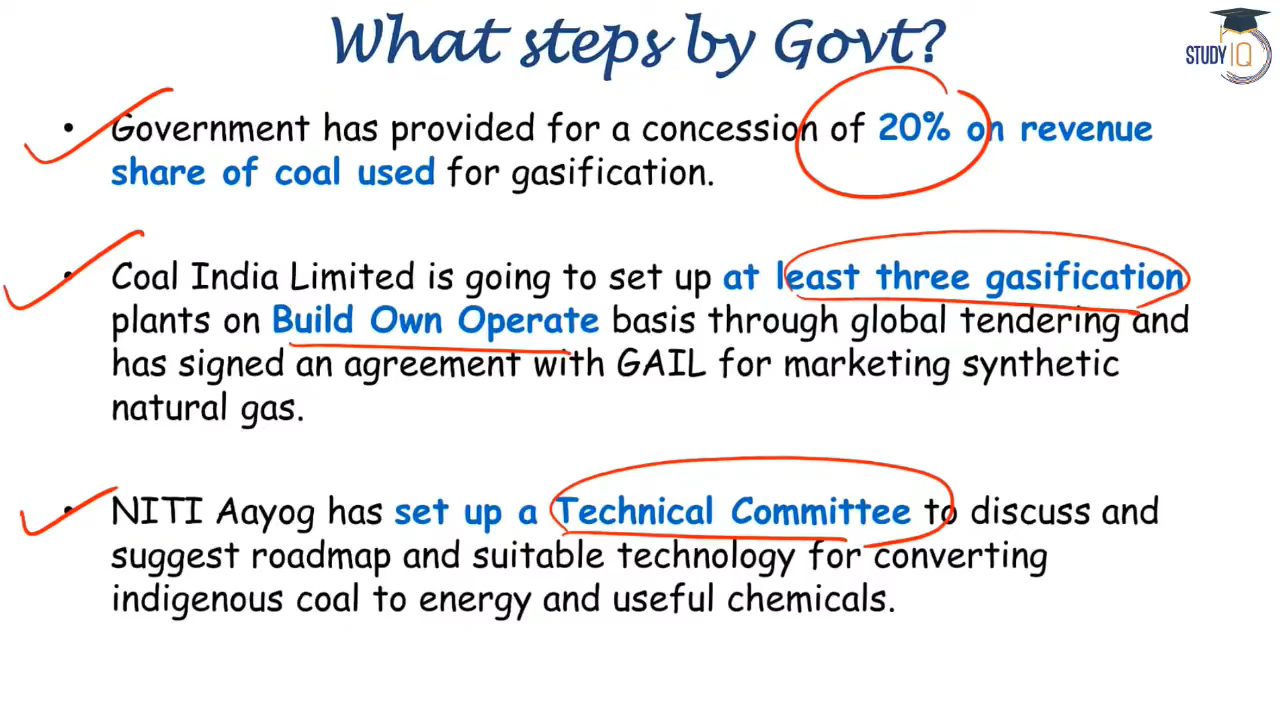 What steps by Govt?
STUDY IQ
• Government has provided for a concession of 20% on revenue
share of coal used for gasification.
• Coal India Limited is going to set up at least three gasification
plants on Build Own Operate basis through global tendering and
has signed an agreement with GAIL for marketing synthetic
natural gas.
• NITI Aayog has set up a Technical Committee to discuss and
suggest roadmap and suitable technology for converting
indigenous coal to energy and useful chemicals.